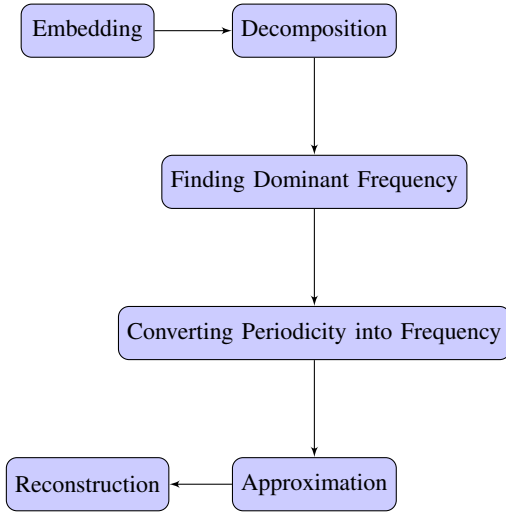 Embedding
Decomposition
Finding Dominant Frequency
Converting Periodicity into Frequency
Reconstruction
Approximation